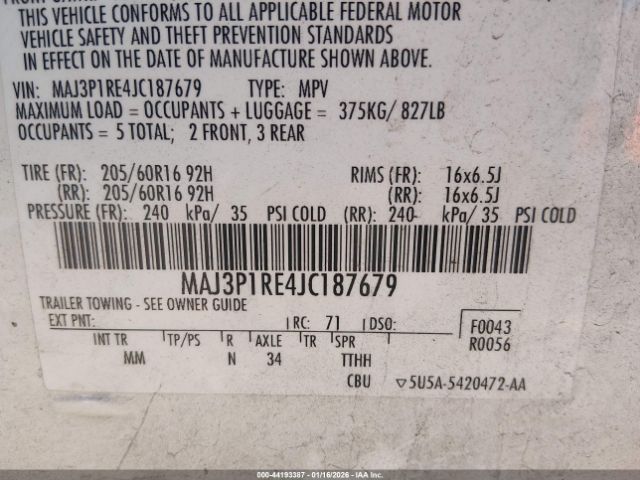 THIS VEHICLE CONFORMS TO ALL APPLICABLE FEDERAL MOTOR
VEHICLE SAFETY AND THEFT PREVENTION STANDARDS
IN EFFECT ON THE DATE OF MANUFACTURE SHOWN ABOVE.
VIN: MAJ3P1RE4JC187679 TYPE: MPV
MAXIMUM LOAD = OCCUPANTS + LUGGAGE = 375KG/ 827LB
OCCUPANTS = 5 TOTAL; 2 FRONT, 3 REAR
TIRE (FR): 205/60R16 92H RIMS (FR): 16x6.5J
(RR): 205/60R16 92H (RR): 16x6.5J
PRESSURE (FR): 240 kPa/ 35 PSI COLD (RR): 240 kPa/ 35 PSI COLD
MAJ3P1RE4JC187679
TRAILER TOWING - SEE OWNER GUIDE
EXT PNT: RC: 71 DSO: F0043
R0056
INT TR TP/PS R AXLE TR SPR
MM N 34 TTHH
CBU ▽5U5A-5420472-AA
000-44193387 | 01/16/2026 - IAA, Inc.